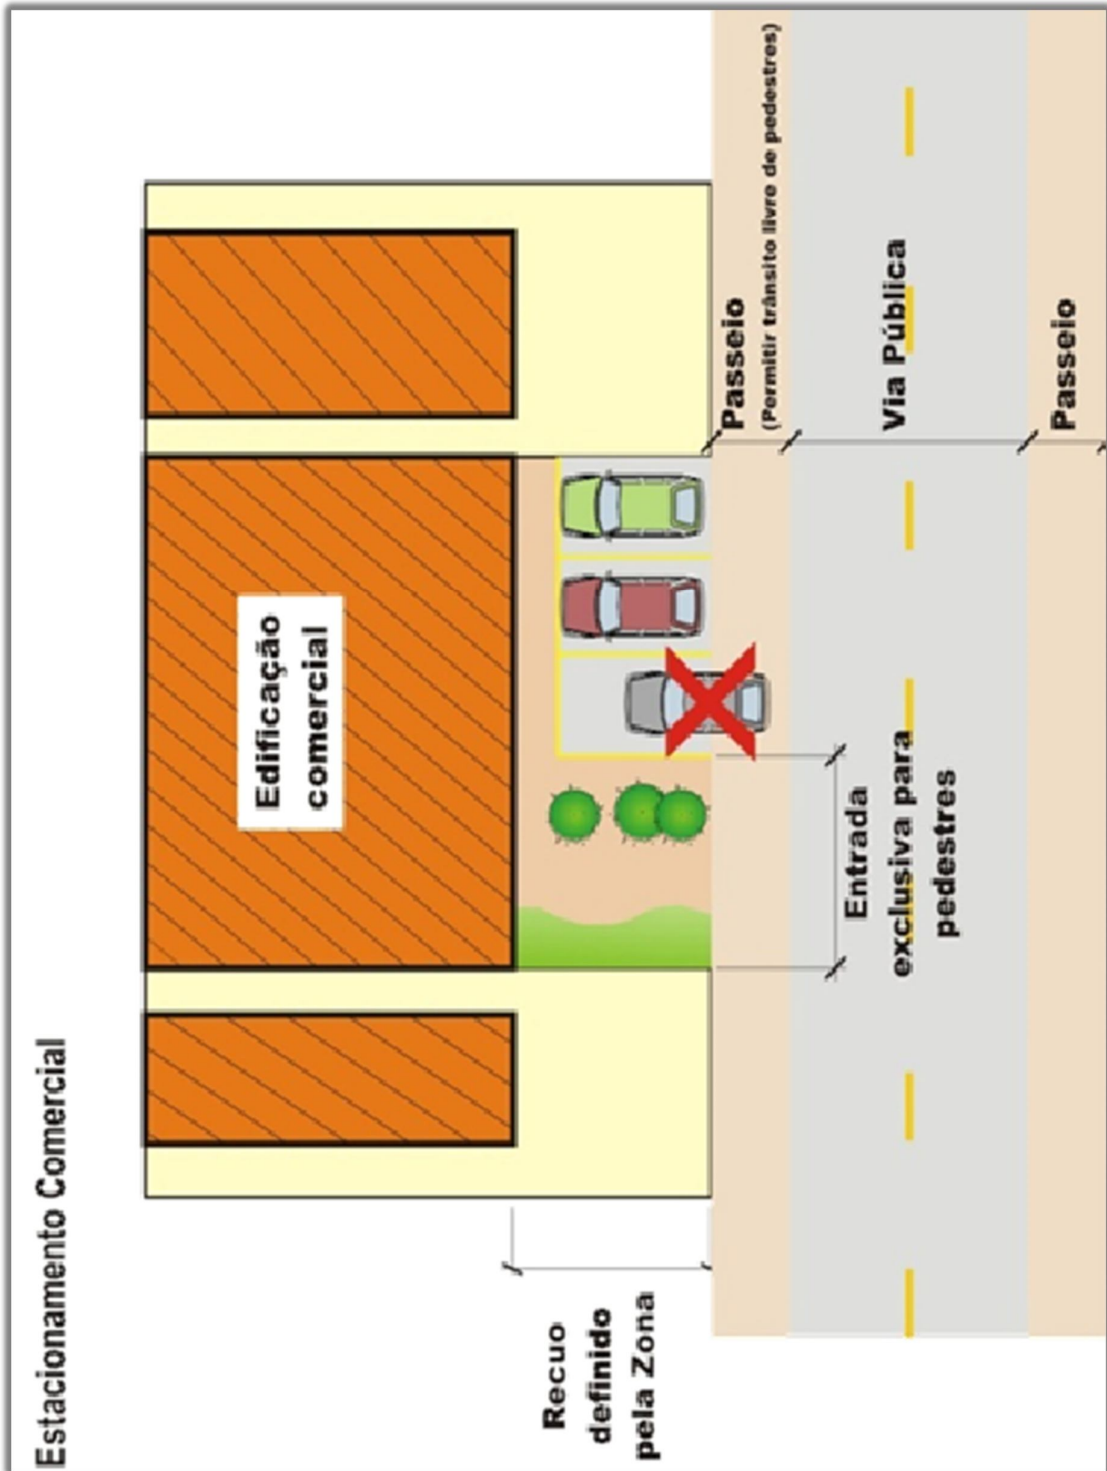 Estacionamento Comercial
Edificação
comercial
Recuo
definido
pela Zona
Entrada
exclusiva para
pedestres
Passeio
(Permitir trânsito livre de pedestres)
Via Pública
Passeio